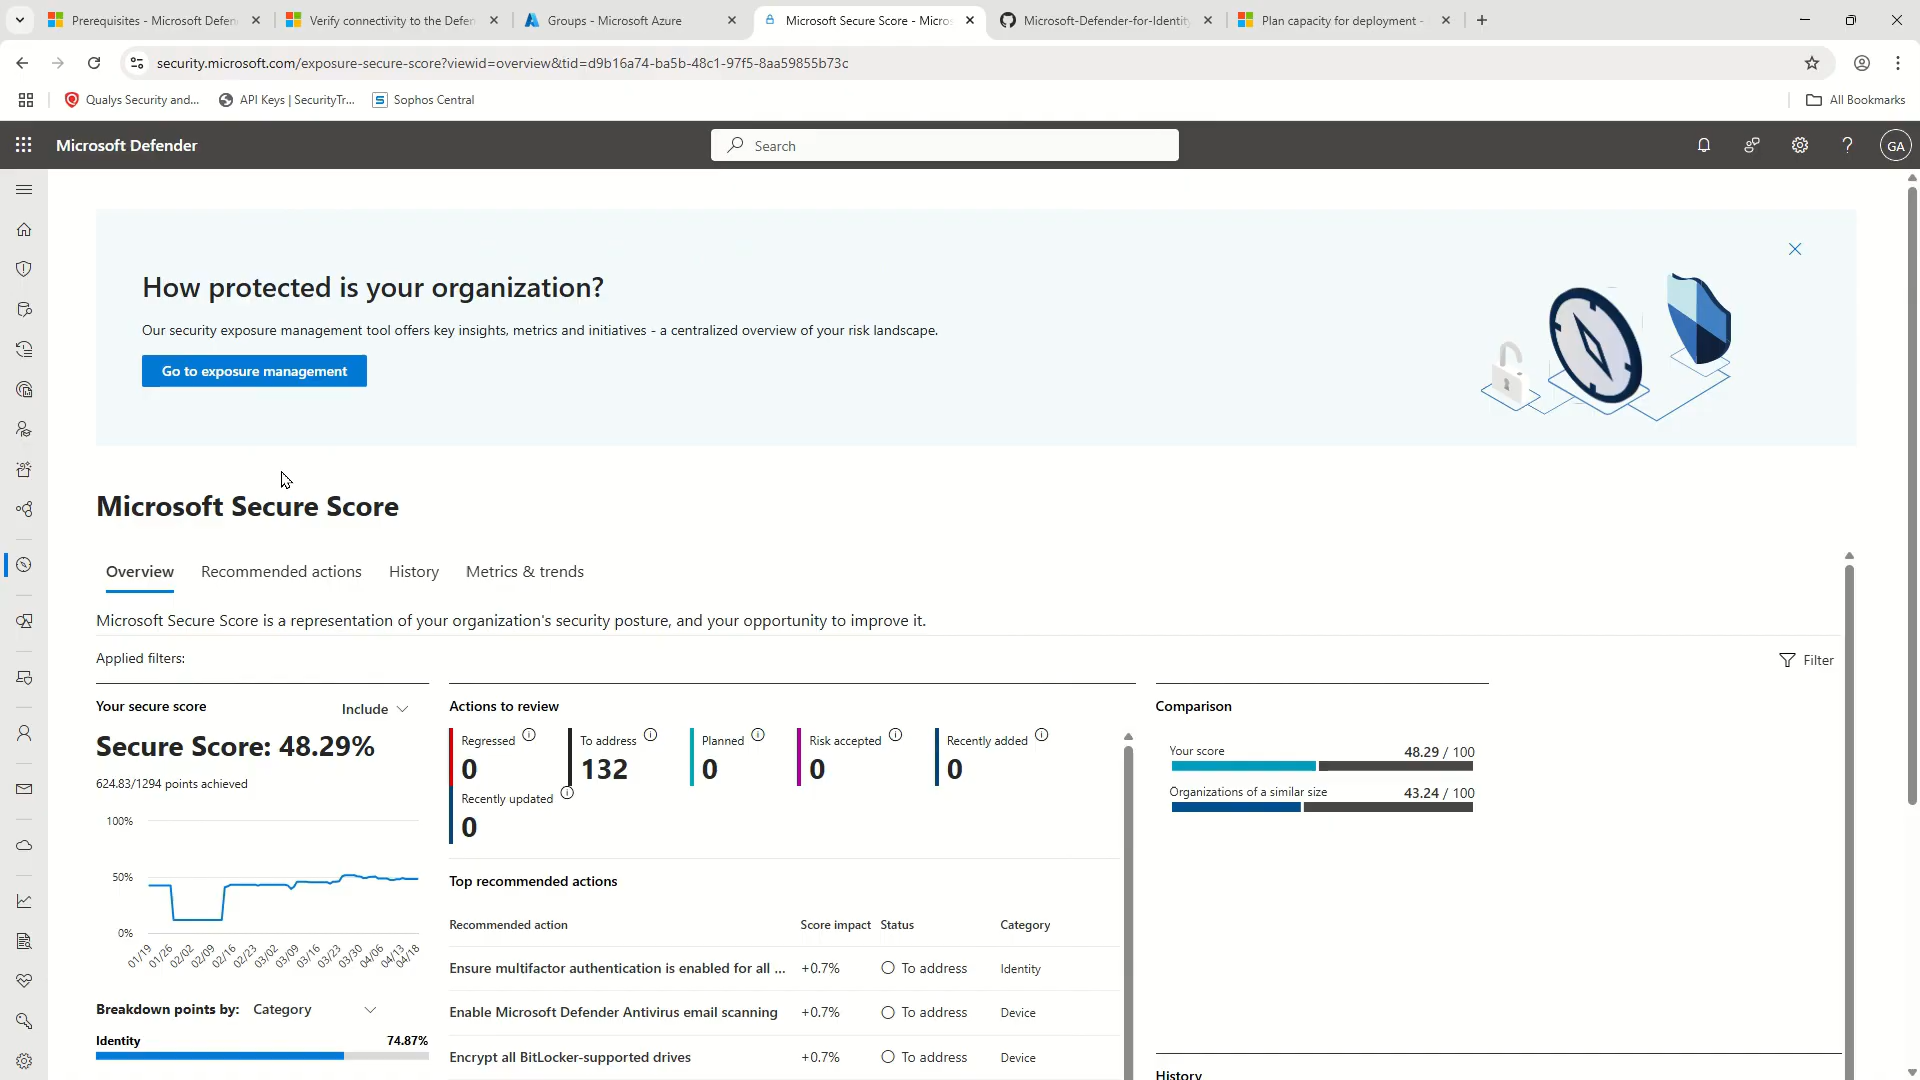 Prerequisites - Microsoft Defen
Verify connectivity to the Defen
Groups - Microsoft Azure
Microsoft Secure Score - Micros
Microsoft-Defender-for-Identity
Plan capacity for deployment -
security.microsoft.com/exposure-secure-score?viewid=overview&tid=d9b16a74-ba5b-48c1-97f5-8aa59855b73c
Qualys Security and...
API Keys | SecurityTr...
Sophos Central
All Bookmarks
Microsoft Defender
Search
GA
How protected is your organization?
Our security exposure management tool offers key insights, metrics and initiatives - a centralized overview of your risk landscape.
Go to exposure management
Microsoft Secure Score
Overview
Recommended actions
History
Metrics & trends
Microsoft Secure Score is a representation of your organization's security posture, and your opportunity to improve it.
Applied filters:
Filter
Your secure score
Include
Secure Score: 48.29%
624.83/1294 points achieved
100%
50%
0%
01/19 01/26 02/02 02/09 02/16 02/23 03/02 03/09 03/16 03/23 03/30 04/06 04/13 04/18
Breakdown points by: Category
Identity 74.87%
Actions to review
Regressed
0
To address
132
Planned
0
Risk accepted
0
Recently added
0
Recently updated
0
Top recommended actions
Recommended action Score impact Status Category
Ensure multifactor authentication is enabled for all ... +0.7% To address Identity
Enable Microsoft Defender Antivirus email scanning +0.7% To address Device
Encrypt all BitLocker-supported drives +0.7% To address Device
Comparison
Your score 48.29 / 100
Organizations of a similar size 43.24 / 100
History